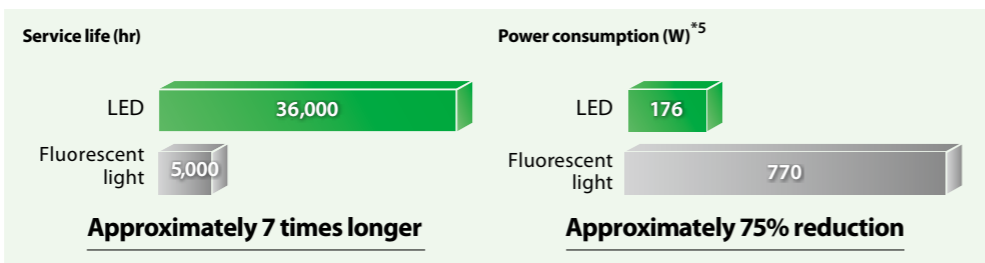 Service life (hr)
LED
36,000
Fluorescent
light
5,000
Approximately 7 times longer
Power consumption (W)*5
LED
176
Fluorescent
light
770
Approximately 75% reduction